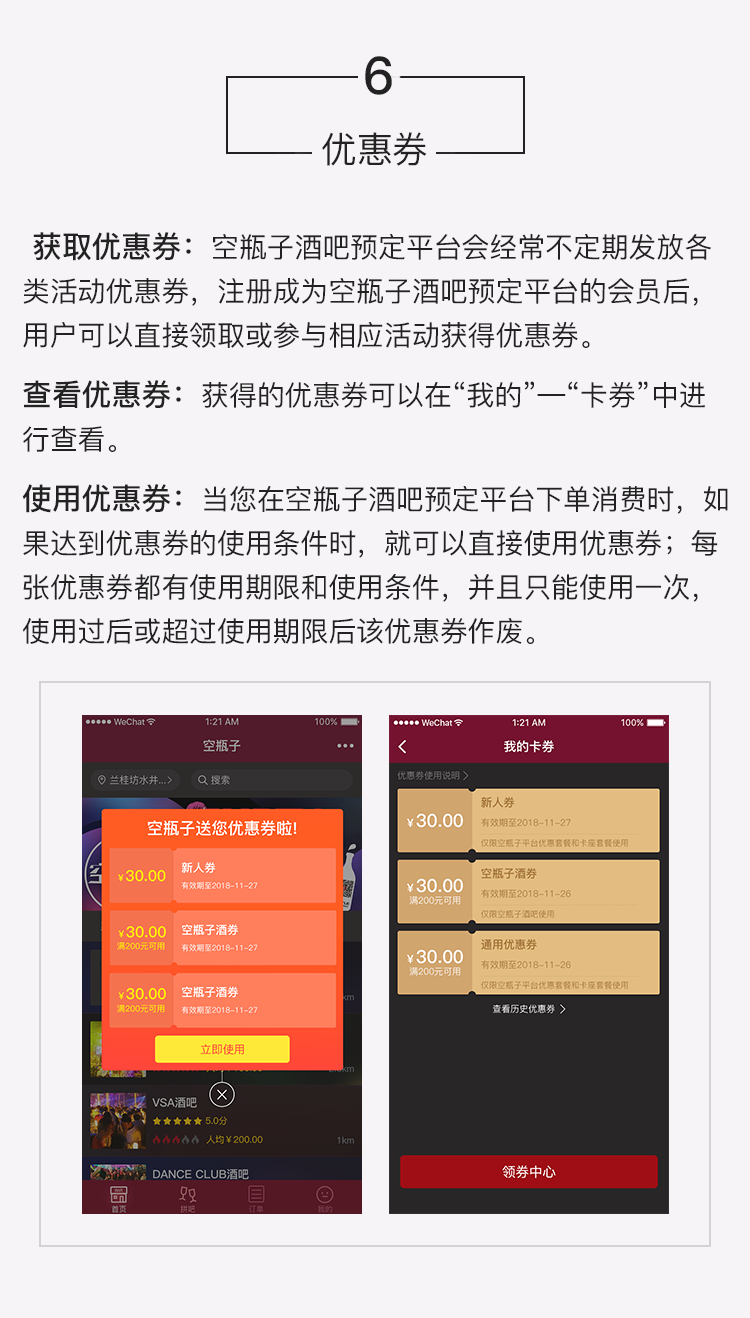 6
优惠券
获取优惠券：空瓶子酒吧预定平台会经常不定期发放各
类活动优惠券，注册成为空瓶子酒吧预定平台的会员后，
用户可以直接领取或参与相应活动获得优惠券。
查看优惠券：获得的优惠券可以在“我的”—“卡券”中进
行查看。
使用优惠券：当您在空瓶子酒吧预定平台下单消费时，如
果达到优惠券的使用条件时，就可以直接使用优惠券；每
张优惠券都有使用期限和使用条件，并且只能使用一次，
使用过后或超过使用期限后该优惠券作废。
WeChat 1:21 AM 100%
空瓶子
兰桂坊水井...
搜索
空瓶子送您优惠券啦!
¥30.00
新人券
有效期至2018-11-27
¥30.00
满200元可用
空瓶子酒券
有效期至2018-11-27
¥30.00
满200元可用
空瓶子酒券
有效期至2018-11-27
km
立即使用
VSA酒吧
5.0分
人均¥200.00
1km
DANCE CLUB酒吧
首页
拼吧
订单
我的
WeChat 1:21 AM 100%
我的卡券
优惠券使用说明
¥30.00
新人券
有效期至2018-11-27
仅限空瓶子平台优惠套餐和卡座套餐使用
¥30.00
满200元可用
空瓶子酒券
有效期至2018-11-26
仅限空瓶子酒吧使用
¥30.00
满200元可用
通用优惠券
有效期至2018-11-26
仅限空瓶子平台优惠套餐和卡座套餐使用
查看历史优惠券
领券中心